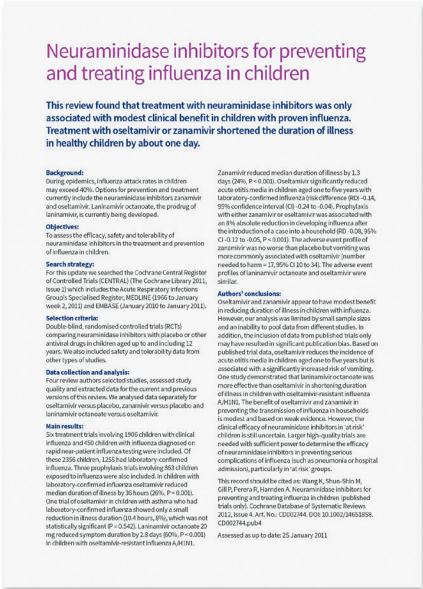 Neuraminidase inhibitors for preventing
and treating influenza in children
This review found that treatment with neuraminidase inhibitors was only
associated with modest clinical benefit in children with proven influenza.
Treatment with oseltamivir or zanamivir shortened the duration of illness
in healthy children by about one day.
Background:
During epidemics, influenza attack rates in children
may exceed 40%. Options for prevention and treatment
currently include the neuraminidase inhibitors zanamivir
and oseltamivir. Laninamivir octanoate, the prodrug of
laninamivir, is currently being developed.
Objectives:
To assess the efficacy, safety and tolerability of
neuraminidase inhibitors in the treatment and prevention
of influenza in children.
Search strategy:
For this update we searched the Cochrane Central Register
of Controlled Trials (CENTRAL) (The Cochrane Library 2011,
Issue 1) which includes the Acute Respiratory Infections
Group's Specialised Register, MEDLINE (1966 to January
week 2, 2011) and EMBASE (January 2010 to January 2011).
Selection criteria:
Double-blind, randomised controlled trials (RCTs)
comparing neuraminidase inhibitors with placebo or other
antiviral drugs in children aged up to and including 12
years. We also included safety and tolerability data from
other types of studies.
Data collection and analysis:
Four review authors selected studies, assessed study
quality and extracted data for the current and previous
versions of this review. We analysed data separately for
oseltamivir versus placebo, zanamivir versus placebo and
laninamivir octanoate versus oseltamivir.
Main results:
Six treatment trials involving 1906 children with clinical
influenza and 450 children with influenza diagnosed on
rapid near-patient influenza testing were included. Of
these 2356 children, 1255 had laboratory-confirmed
influenza. Three prophylaxis trials involving 863 children
exposed to influenza were also included. In children with
laboratory-confirmed influenza oseltamivir reduced
median duration of illness by 36 hours (26%, P < 0.001).
One trial of oseltamivir in children with asthma who had
laboratory-confirmed influenza showed only a small
reduction in illness duration (10.4 hours, 8%), which was not
statistically significant (P = 0.542). Laninamivir octanoate 20
mg reduced symptom duration by 2.8 days (60%, P < 0.001)
in children with oseltamivir-resistant influenza A/H1N1.
Zanamivir reduced median duration of illness by 1.3
days (24%, P < 0.001). Oseltamivir significantly reduced
acute otitis media in children aged one to five years with
laboratory-confirmed influenza (risk difference (RD) -0.14,
95% confidence interval (CI) -0.24 to -0.04). Prophylaxis
with either zanamivir or oseltamivir was associated with
an 8% absolute reduction in developing influenza after
the introduction of a case into a household (RD -0.08, 95%
CI -0.12 to -0.05, P < 0.001). The adverse event profile of
zanamivir was no worse than placebo but vomiting was
more commonly associated with oseltamivir (number
needed to harm = 17, 95% CI 10 to 34). The adverse event
profiles of laninamivir octanoate and oseltamivir were
similar.
Authors' conclusions:
Oseltamivir and zanamivir appear to have modest benefit
in reducing duration of illness in children with influenza.
However, our analysis was limited by small sample sizes
and an inability to pool data from different studies. In
addition, the inclusion of data from published trials only
may have resulted in significant publication bias. Based on
published trial data, oseltamivir reduces the incidence of
acute otitis media in children aged one to five years but is
associated with a significantly increased risk of vomiting.
One study demonstrated that laninamivir octanoate was
more effective than oseltamivir in shortening duration
of illness in children with oseltamivir-resistant influenza
A/H1N1. The benefit of oseltamivir and zanamivir in
preventing the transmission of influenza in households
is modest and based on weak evidence. However, the
clinical efficacy of neuraminidase inhibitors in 'at risk'
children is still uncertain. Larger high-quality trials are
needed with sufficient power to determine the efficacy
of neuraminidase inhibitors in preventing serious
complications of influenza (such as pneumonia or hospital
admission), particularly in 'at risk' groups.
This record should be cited as: Wang K, Shun-Shin M,
Gill P, Perera R, Harnden A. Neuraminidase inhibitors for
preventing and treating influenza in children (published
trials only). Cochrane Database of Systematic Reviews
2012, Issue 4. Art. No.: CD002744. DOI: 10.1002/14651858.
CD002744.pub4
Assessed as up to date: 25 January 2011